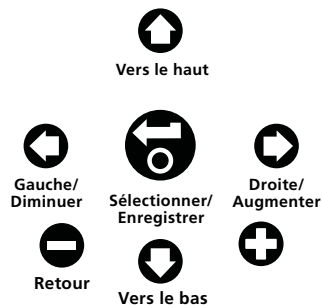 Vers le haut
Gauche/
Diminuer
Sélectionner/
Enregistrer
Droite/
Augmenter
Retour
Vers le bas